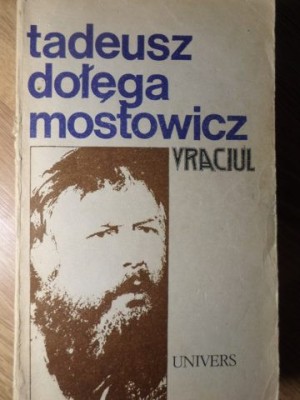 tadeusz
dołęga
mostowicz
VRACIUL
UNIVERS